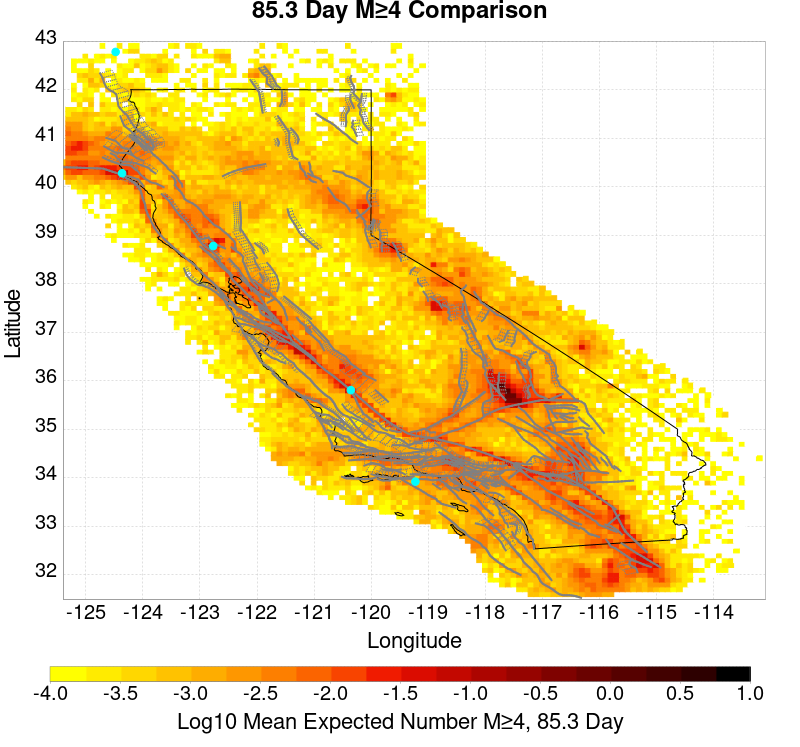 85.3 Day M≥4 Comparison
43
42
41
40
39
38
37
36
35
34
33
32
Latitude
-125 -124 -123 -122 -121 -120 -119 -118 -117 -116 -115 -114
Longitude
-4.0 -3.5 -3.0 -2.5 -2.0 -1.5 -1.0 -0.5 0.0 0.5 1.0
Log10 Mean Expected Number M≥4, 85.3 Day